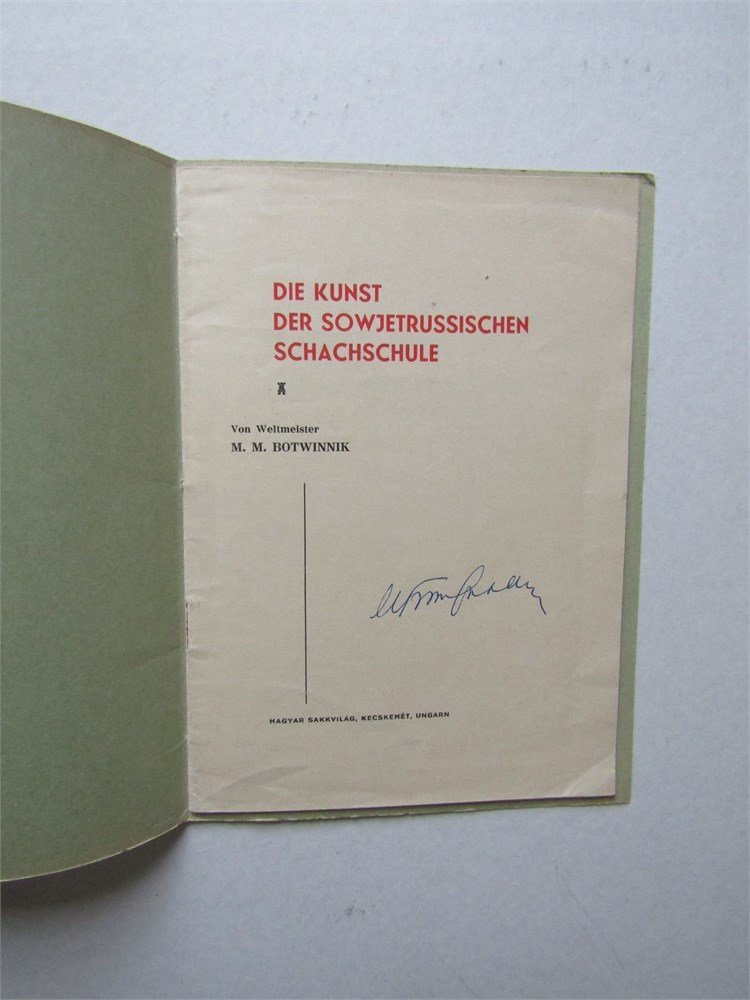 DIE KUNST
DER SOWJETRUSSISCHEN
SCHACHSCHULE
Von Weltmeister
M. M. BOTWINNIK
MAGYAR SAKKVILÁG, KECSKEMÉT, UNGARN